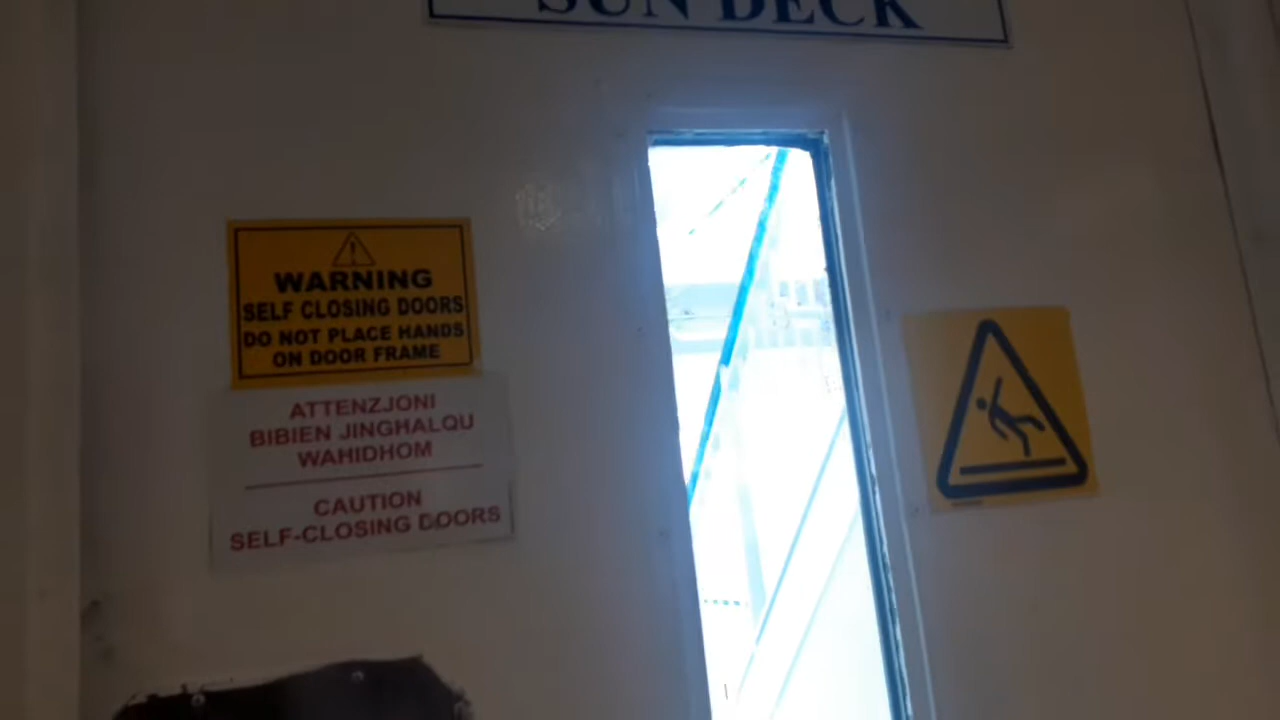 SUN DECK
WARNING
SELF CLOSING DOORS
DO NOT PLACE HANDS
ON DOOR FRAME
ATTENZJONI
BIBIEN JINGHALQU
WAHIDHOM
CAUTION
SELF-CLOSING DOORS